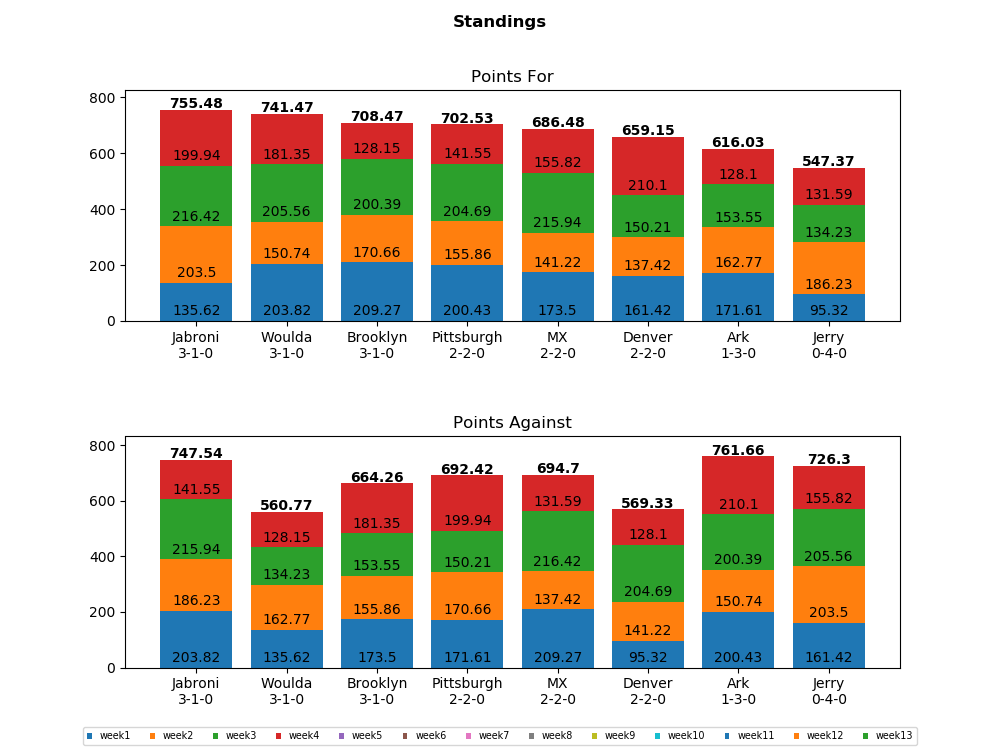 Standings
Points For
800
600
400
200
0
755.48 741.47 708.47 702.53 686.48 659.15 616.03 547.37
199.94 181.35 128.15 141.55 155.82 210.1 128.1 131.59
216.42 205.56 200.39 204.69 215.94 150.21 153.55 134.23
203.5 150.74 170.66 155.86 141.22 137.42 162.77 186.23
135.62 203.82 209.27 200.43 173.5 161.42 171.61 95.32
Jabroni Woulda Brooklyn Pittsburgh MX Denver Ark Jerry
3-1-0 3-1-0 3-1-0 2-2-0 2-2-0 2-2-0 1-3-0 0-4-0
Points Against
800
600
400
200
0
747.54 560.77 664.26 692.42 694.7 569.33 761.66 726.3
141.55 128.15 181.35 199.94 131.59 128.1 210.1 155.82
215.94 134.23 153.55 150.21 216.42 204.69 200.39 205.56
186.23 162.77 155.86 170.66 137.42 141.22 150.74 203.5
203.82 135.62 173.5 171.61 209.27 95.32 200.43 161.42
Jabroni Woulda Brooklyn Pittsburgh MX Denver Ark Jerry
3-1-0 3-1-0 3-1-0 2-2-0 2-2-0 2-2-0 1-3-0 0-4-0
week1 week2 week3 week4 week5 week6 week7 week8 week9 week10 week11 week12 week13